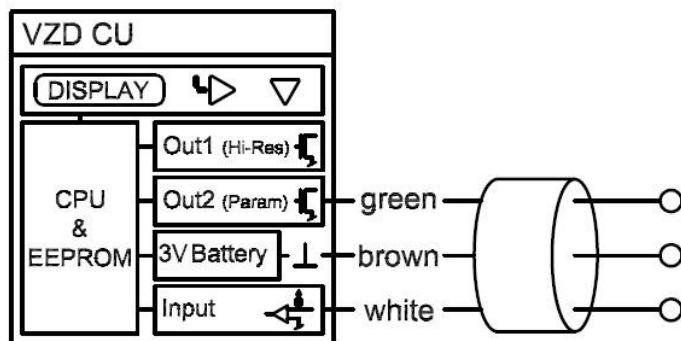 VZD CU
DISPLAY
Out1 (Hi-Res)
CPU
&
EEPROM
Out2 (Param)
green
3V Battery
brown
Input
white